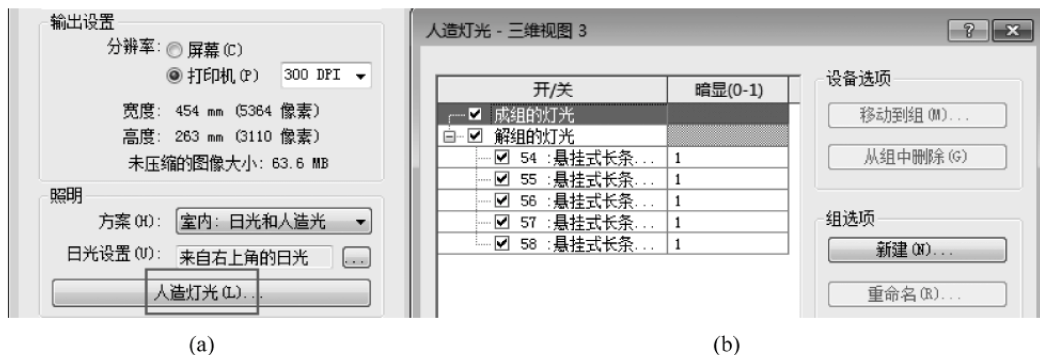 输出设置
分辨率: 屏幕(C)
打印机(P) 300 DPI
宽度: 454 mm (5364 像素)
高度: 263 mm (3110 像素)
未压缩的图像大小: 63.6 MB
照明
方案(H): 室内: 日光和人造光
日光设置(U): 来自右上角的日光 ...
人造灯光(L)...
(a)
人造灯光 - 三维视图 3
开/关 暗显(0-1)
成组的灯光
解组的灯光
54 :悬挂式长条... 1
55 :悬挂式长条... 1
56 :悬挂式长条... 1
57 :悬挂式长条... 1
58 :悬挂式长条... 1
设备选项
移动到组(M)...
从组中删除(G)
组选项
新建(N)...
重命名(R)...
(b)